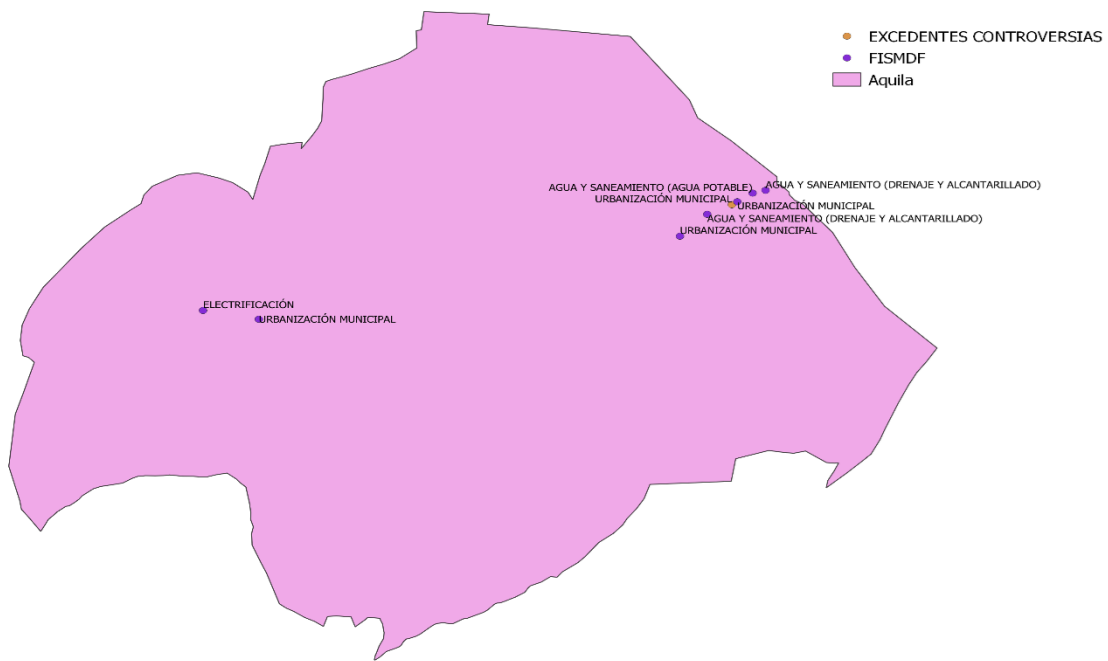 EXCEDENTES CONTROVERSIAS
FISMDF
Aquila
AGUA Y SANEAMIENTO (DRENAJE Y ALCANTARILLADO)
AGUA Y SANEAMIENTO (AGUA POTABLE)
URBANIZACIÓN MUNICIPAL
URBANIZACIÓN MUNICIPAL
AGUA Y SANEAMIENTO (DRENAJE Y ALCANTARILLADO)
URBANIZACIÓN MUNICIPAL
ELECTRIFICACIÓN
URBANIZACIÓN MUNICIPAL